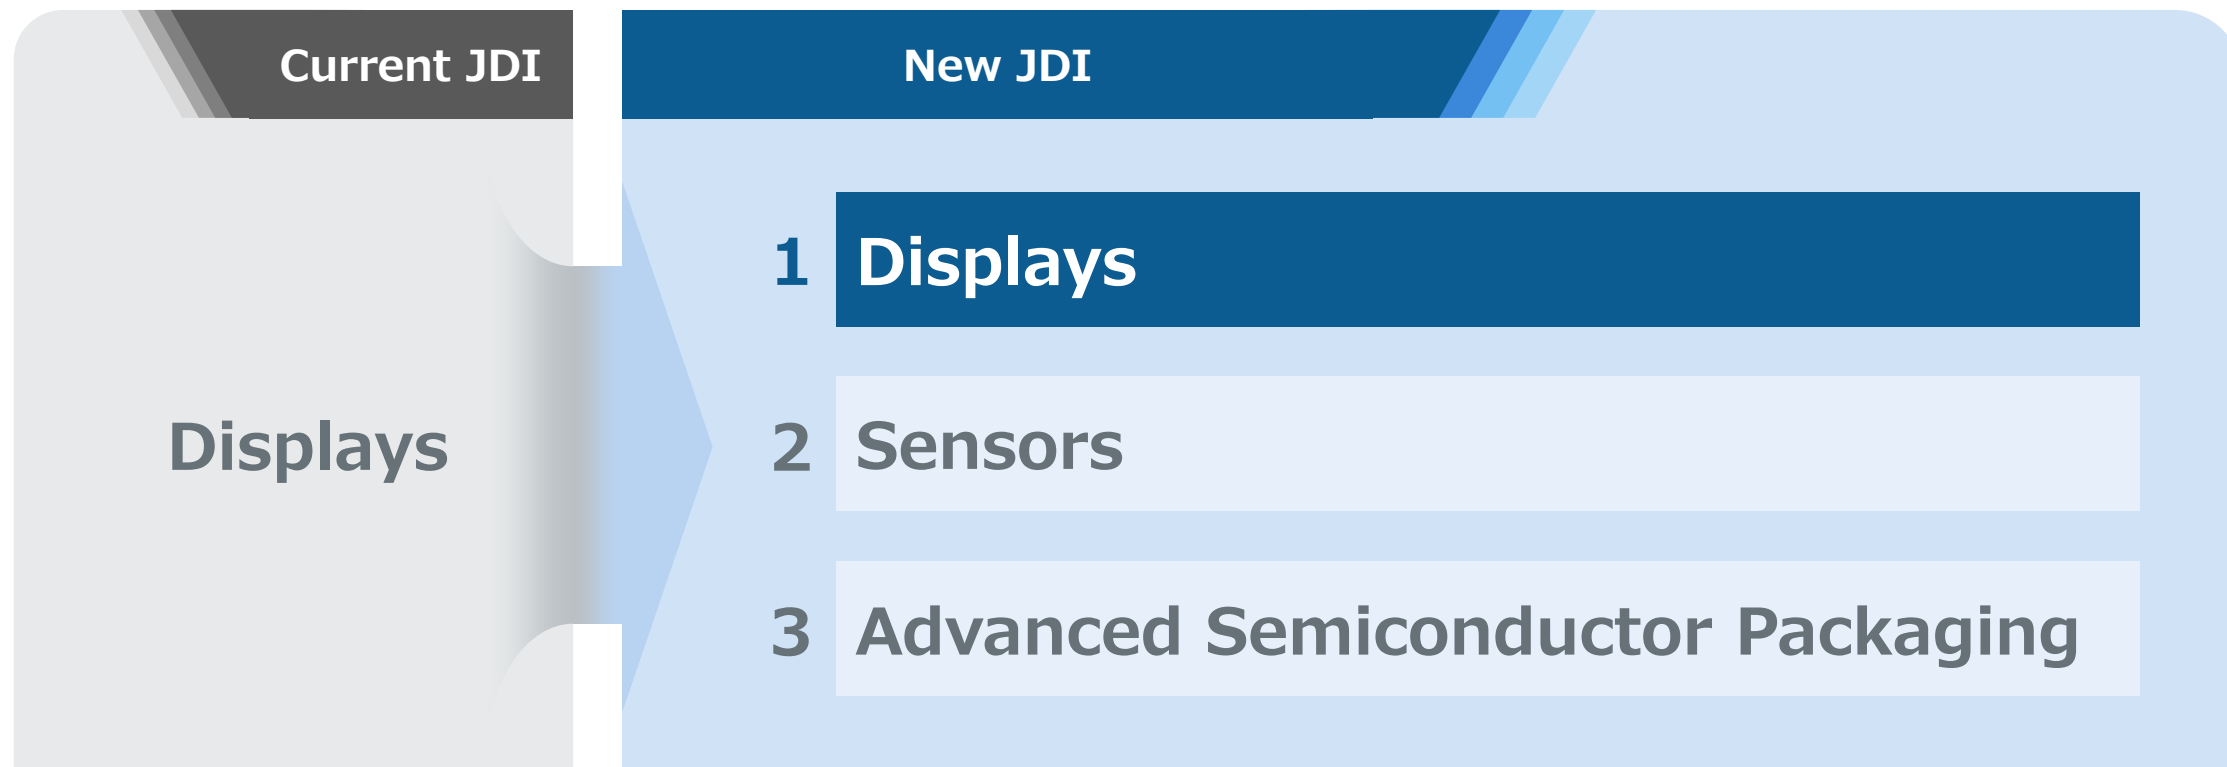 Current JDI
New JDI
Displays
1 Displays
2 Sensors
3 Advanced Semiconductor Packaging